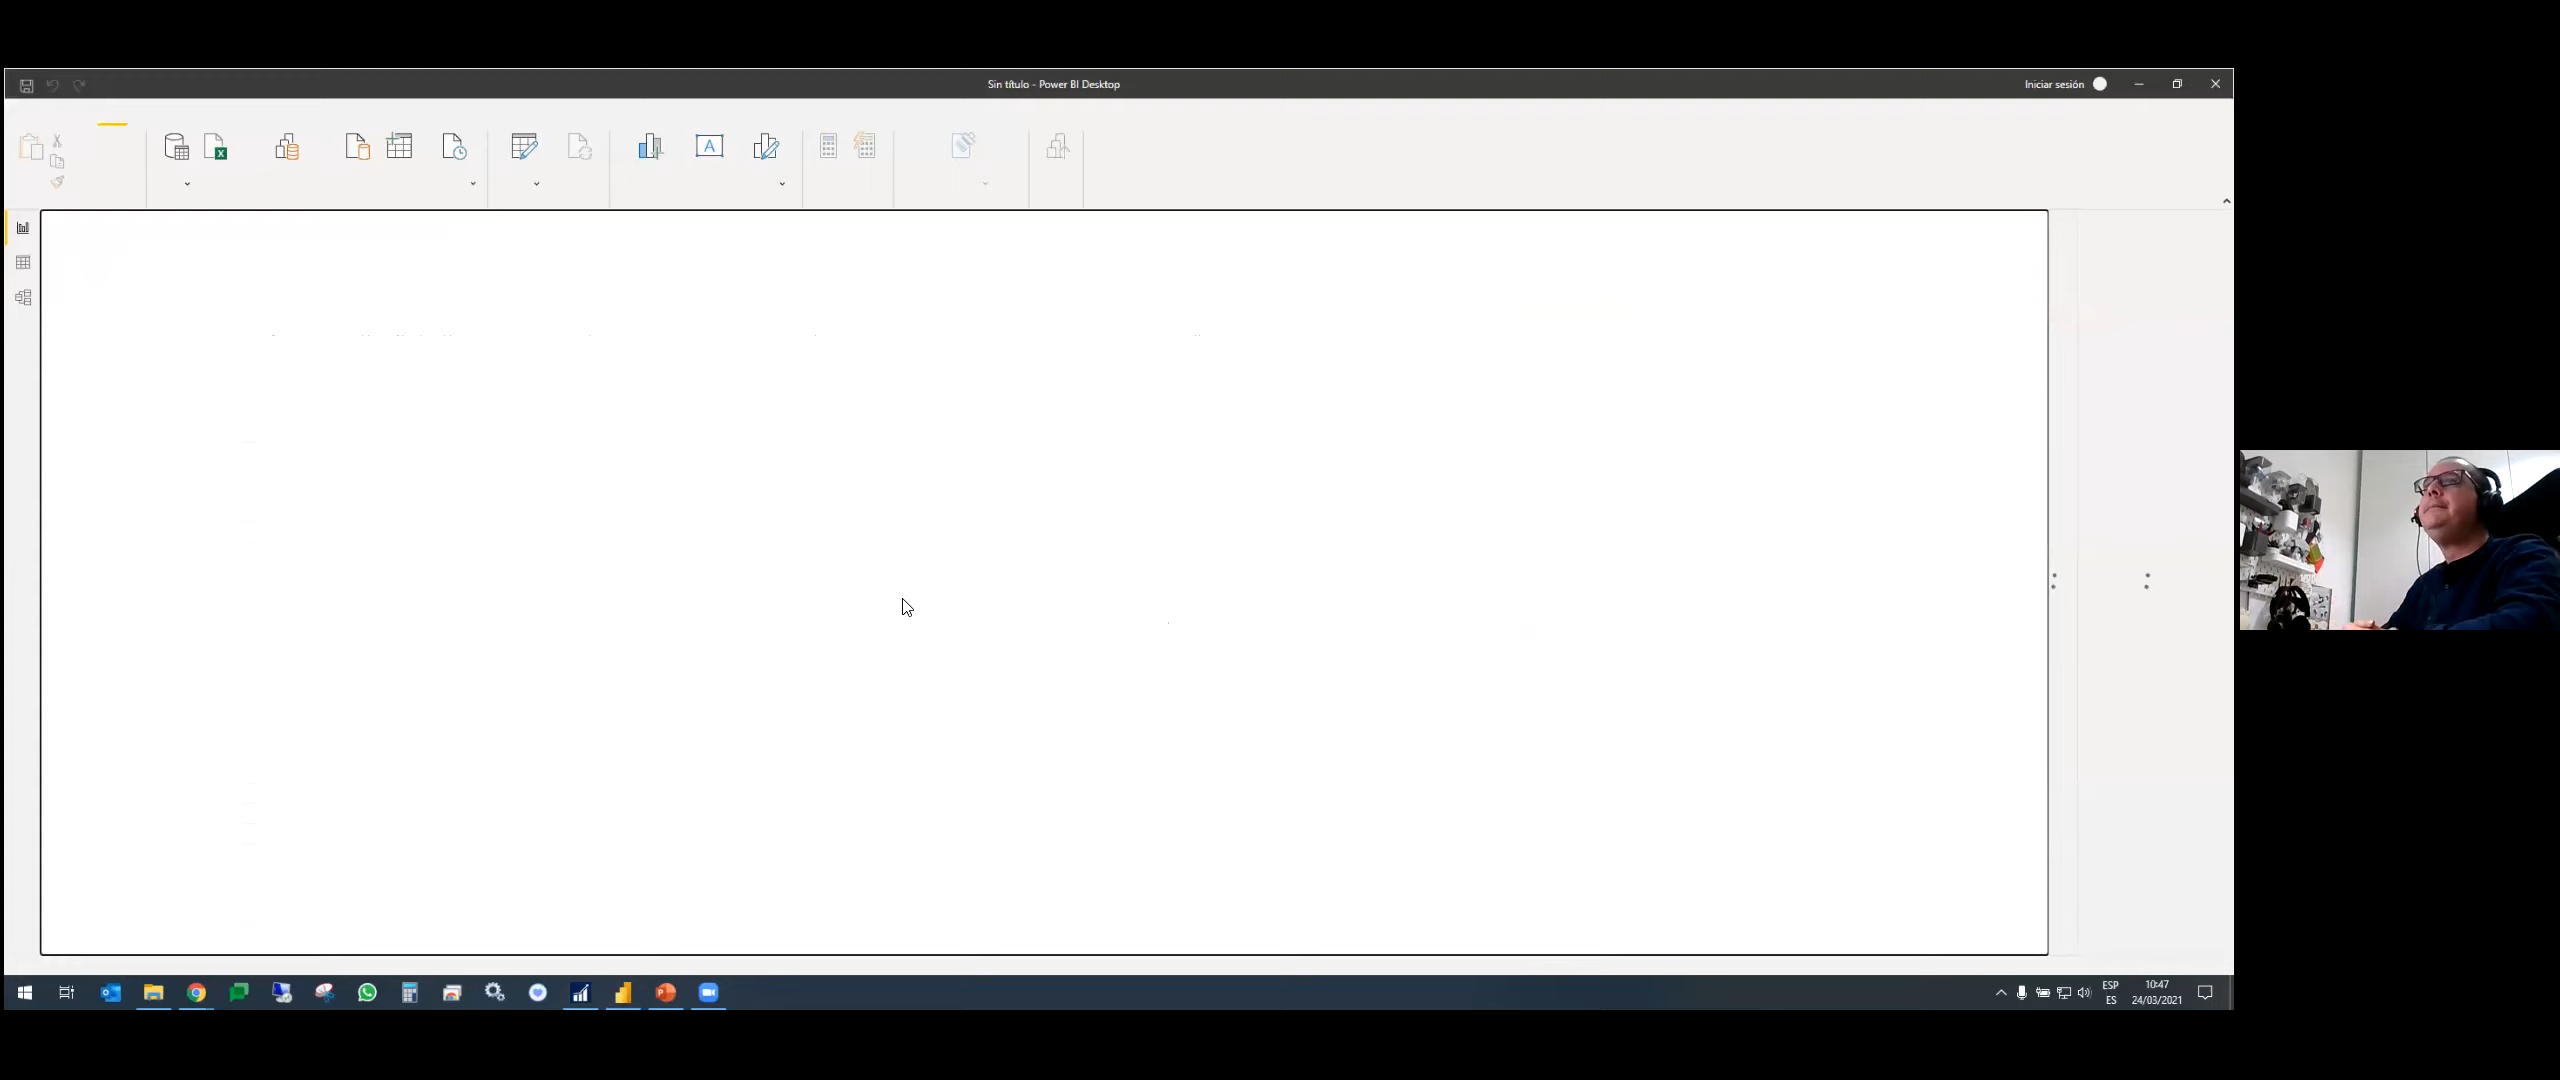 Sin título - Power BI Desktop
Iniciar sesión
A
ESP
ES
10:47
24/03/2021